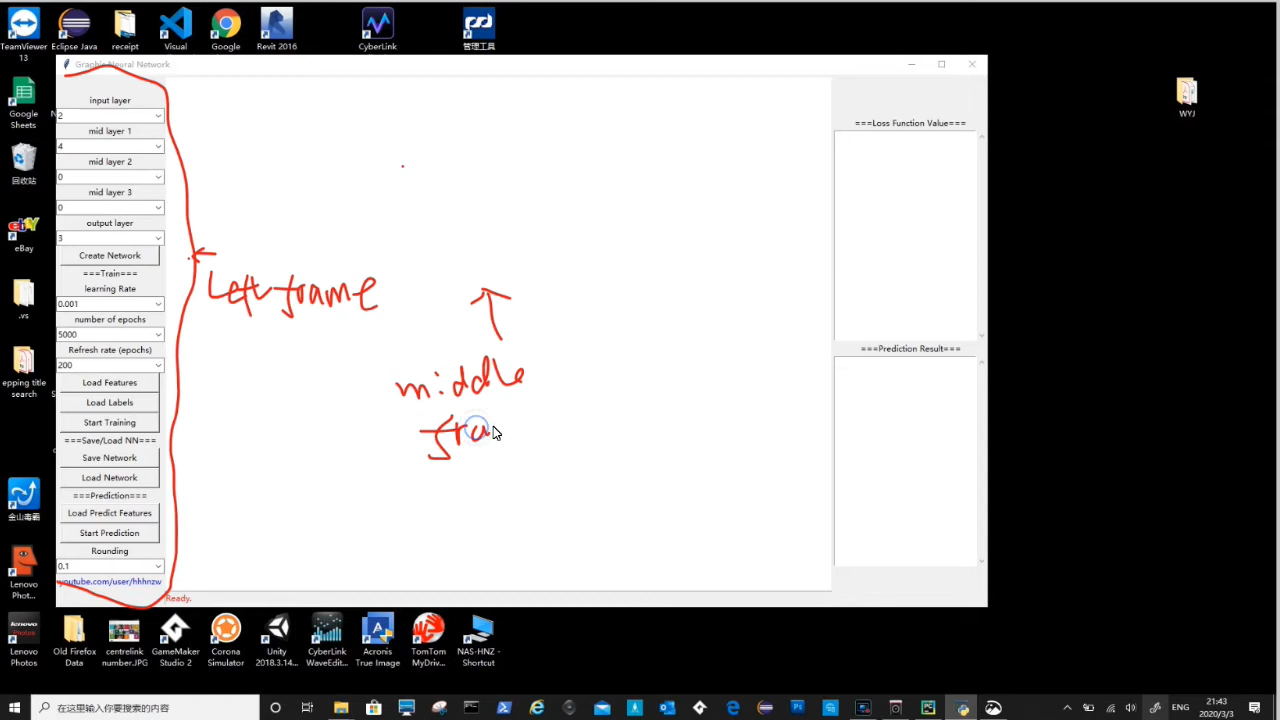 TeamViewer
13
Eclipse Java
receipt
Visual
Google
Revit 2016
CyberLink
管理工具
Graphic Neural Network
Google
Sheets
回收站
eBay
.vs
epping title
search
金山毒霸
Lenovo
Phot...
WYJ
input layer
2
mid layer 1
4
mid layer 2
0
mid layer 3
0
output layer
3
Create Network
===Train===
learning Rate
0.001
number of epochs
5000
Refresh rate (epochs)
200
Load Features
Load Labels
Start Training
===Save/Load NN===
Save Network
Load Network
===Prediction===
Load Predict Features
Start Prediction
Rounding
0.1
youtube.com/user/hhhnzw
Ready.
Left frame
middle
fra
===Loss Function Value===
===Prediction Result===
lenovo
Lenovo
Photos
Old Firefox
Data
centrelink
number.JPG
GameMaker
Studio 2
Corona
Simulator
Unity
2018.3.14...
CyberLink
WaveEdit...
Acronis
True Image
TomTom
MyDriv...
NAS-HNZ -
Shortcut
在这里输入你要搜索的内容
21:43
2020/3/3